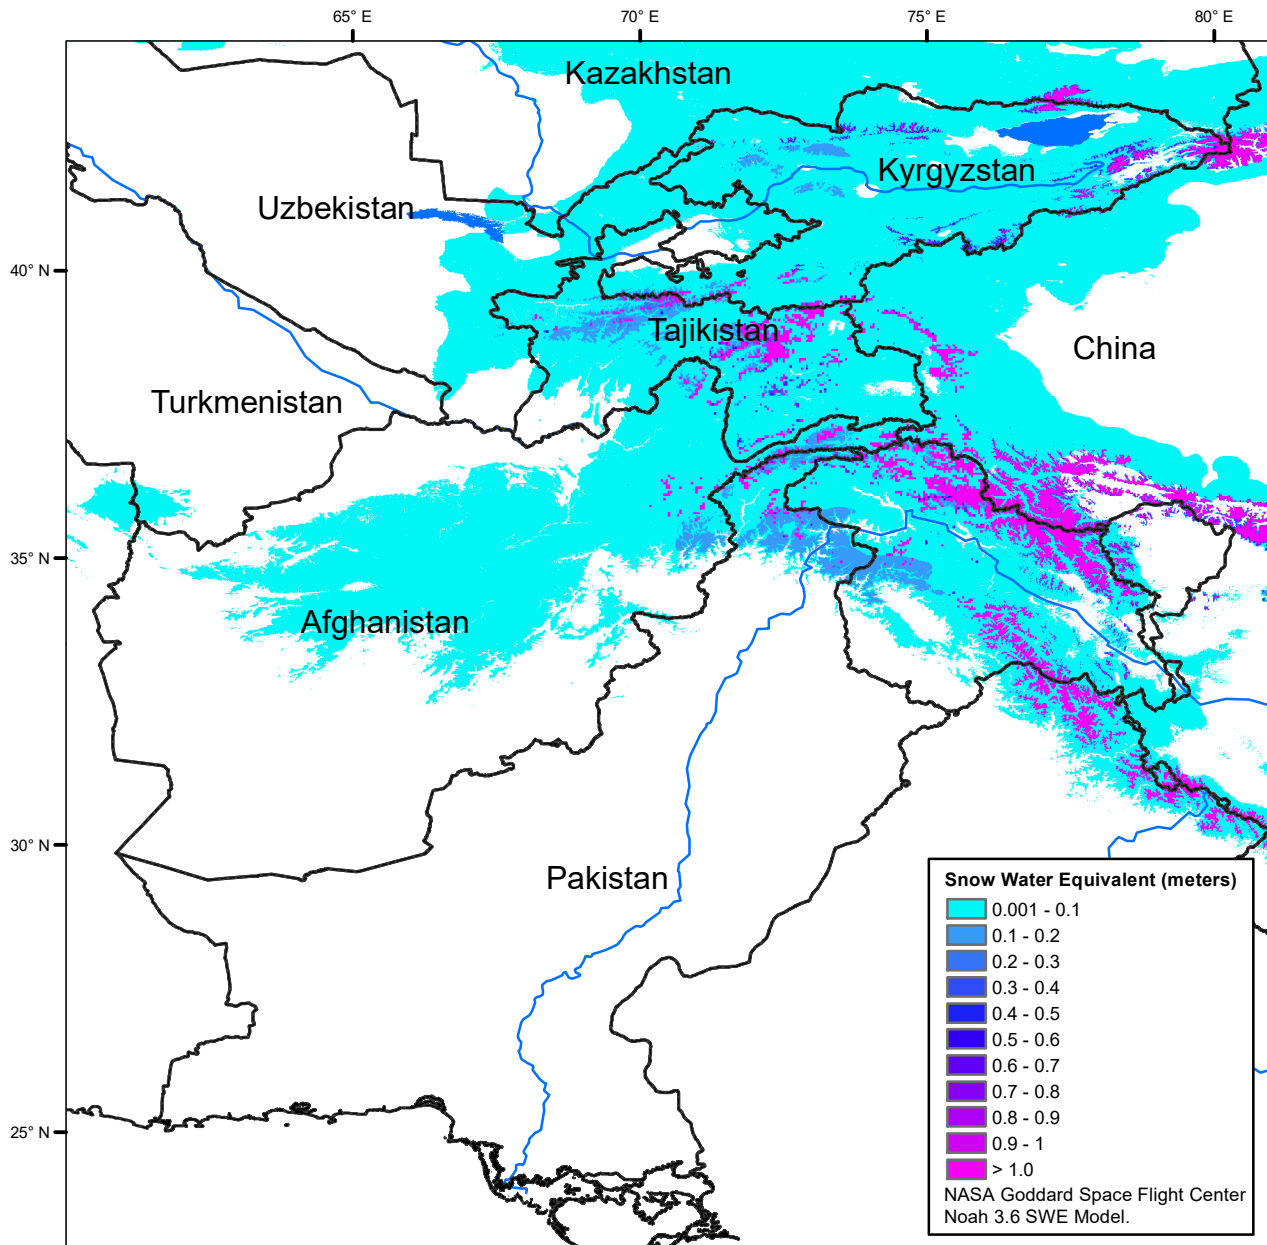 65° E
70° E
75° E
80° E
Kazakhstan
Kyrgyzstan
Uzbekistan
40° N
Tajikistan
China
Turkmenistan
35° N
Afghanistan
30° N
Pakistan
Snow Water Equivalent (meters)
0.001 - 0.1
0.1 - 0.2
0.2 - 0.3
0.3 - 0.4
0.4 - 0.5
0.5 - 0.6
0.6 - 0.7
0.7 - 0.8
0.8 - 0.9
25° N
0.9 - 1
> 1.0
NASA Goddard Space Flight Center
Noah 3.6 SWE Model.